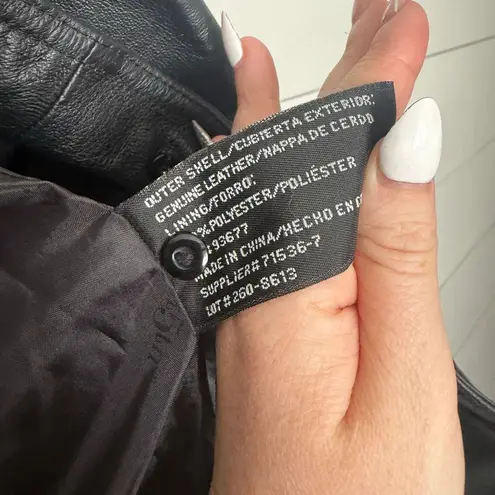 OUTER SHELL/CUBIERTA EXTERIOR:
GENUINE LEATHER/NAPPA DE CERDO
LINING/FORRO:
%POLYESTER/POLIÉSTER
193677
MADE IN CHINA/HECHO EN
SUPPLIER#71536-7
LOT#260-8613